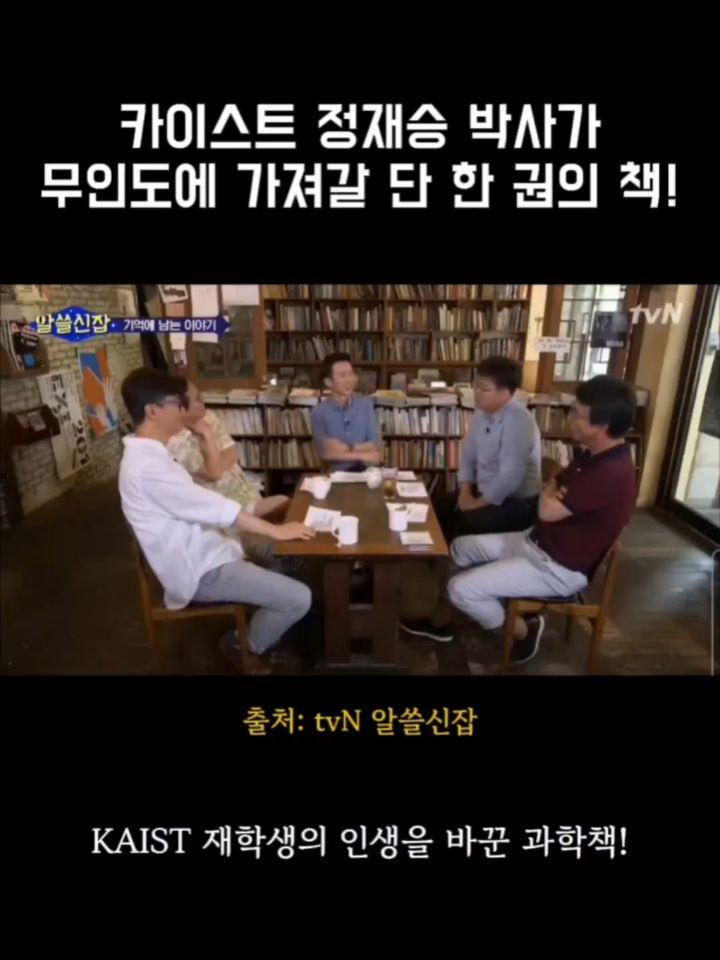 카이스트 정재승 박사가
무인도에 가져갈 단 한 권의 책!
알쓸신잡 기억에 남는 이야기
tvN
출처: tvN 알쓸신잡
KAIST 재학생의 인생을 바꾼 과학책!